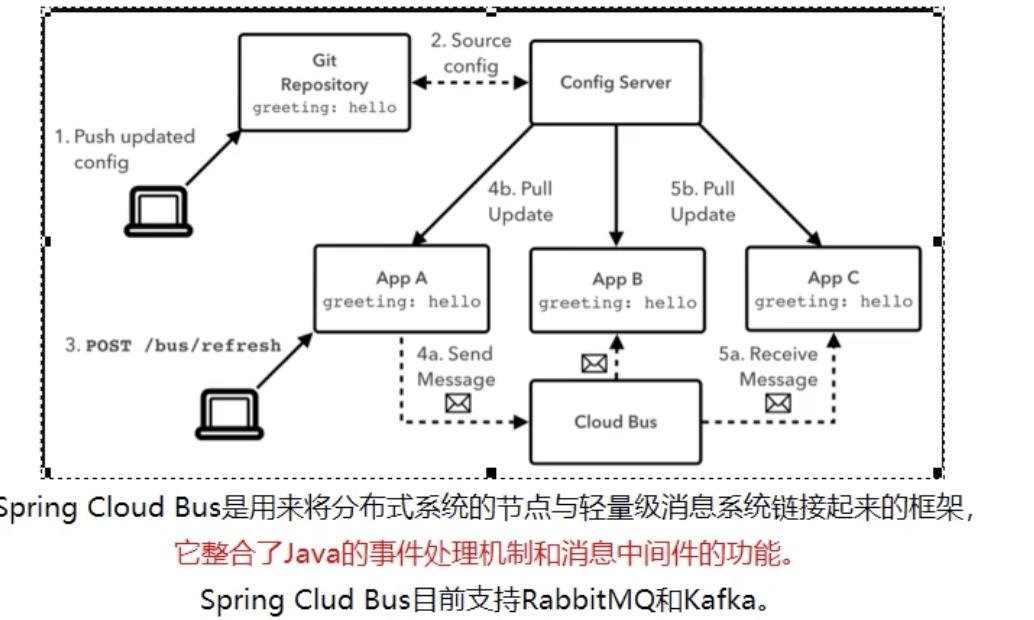 2. Source
config
Git
Repository
greeting: hello
Config Server
1. Push updated
config
4b. Pull
Update
5b. Pull
Update
App A
greeting: hello
App B
greeting: hello
App C
greeting: hello
3. POST /bus/refresh
4a. Send
Message
5a. Receive
Message
Cloud Bus
Spring Cloud Bus是用来将分布式系统的节点与轻量级消息系统链接起来的框架，
它整合了Java的事件处理机制和消息中间件的功能。
Spring Clud Bus目前支持RabbitMQ和Kafka。